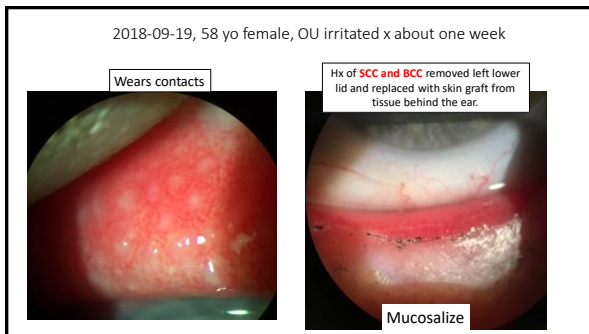 2018-09-19, 58 yo female, OU irritated x about one week
Wears contacts
Hx of SCC and BCC removed left lower
lid and replaced with skin graft from
tissue behind the ear.
Mucosalize